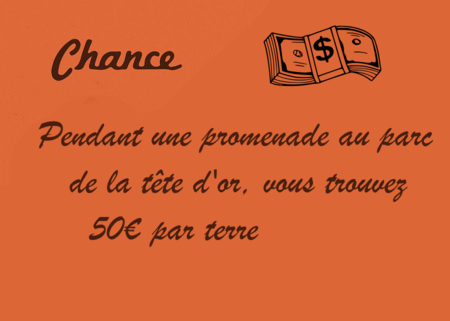 Chance
$
Pendant une promenade au parc
de la tête d'or, vous trouvez
50€ par terre